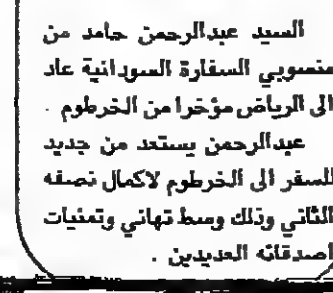 السيد عبدالرحمن حامد من
منسوبي السفارة السودانية عاد
الى الرياض مؤخرا من الخرطوم .
عبدالرحمن يستعد من جديد
للسفر الى الخرطوم لاكمال نصفه
الثاني وذلك وسط تهاني وتمنيات
اصدقائه العديدين .